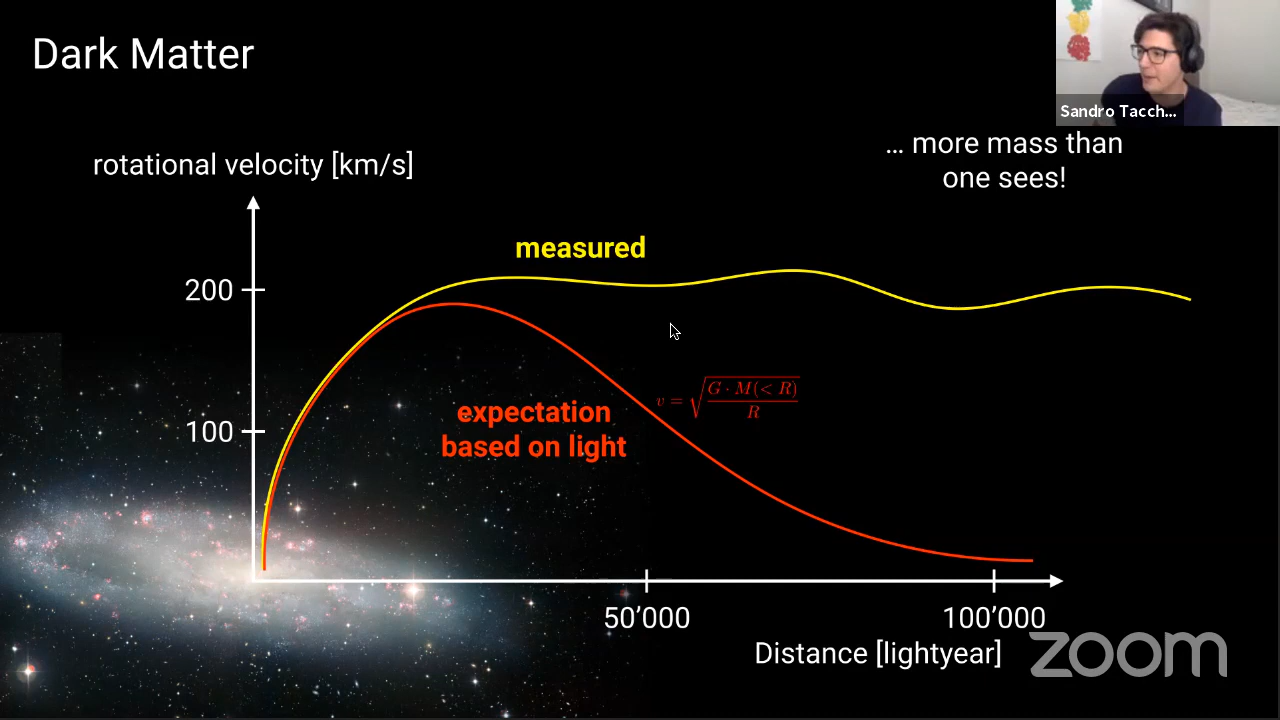 Dark Matter
Sandro Tacch...
... more mass than
one sees!
rotational velocity [km/s]
measured
200
v = √(G · M(< R) / R)
expectation
based on light
100
50’000
100’000
Distance [lightyear]
zoom